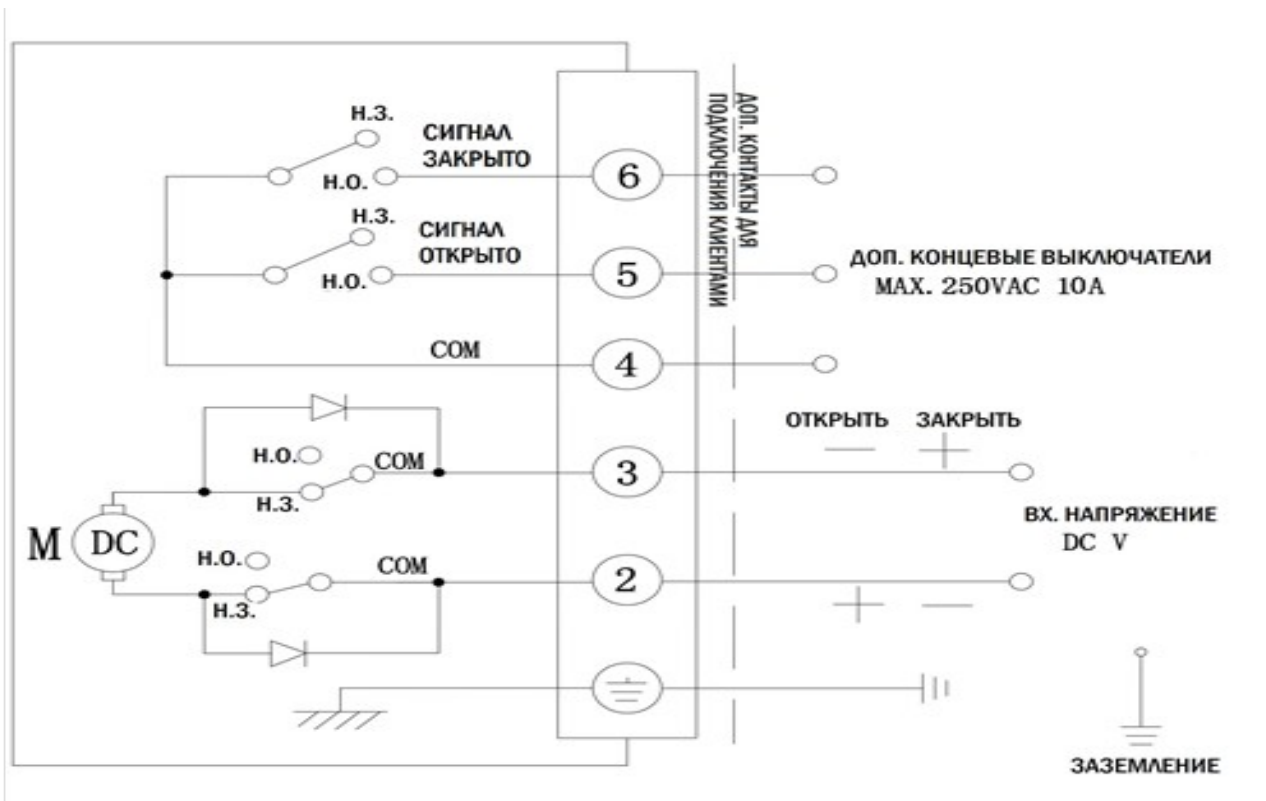 Н.З.
СИГНАЛ
ЗАКРЫТО
Н.О.
6
Н.З.
СИГНАЛ
ОТКРЫТО
Н.О.
5
COM
4
ДОП. КОНТАКТЫ ДЛЯ
ПОДКЛЮЧЕНИЯ КЛИЕНТАМИ
ДОП. КОНЦЕВЫЕ ВЫКЛЮЧАТЕЛИ
MAX. 250VAC 10A
ОТКРЫТЬ ЗАКРЫТЬ
— +
Н.О.
COM
3
Н.З.
ВХ. НАПРЯЖЕНИЕ
DC V
M DC
Н.О.
COM
2
Н.З.
+ —
ЗАЗЕМЛЕНИЕ